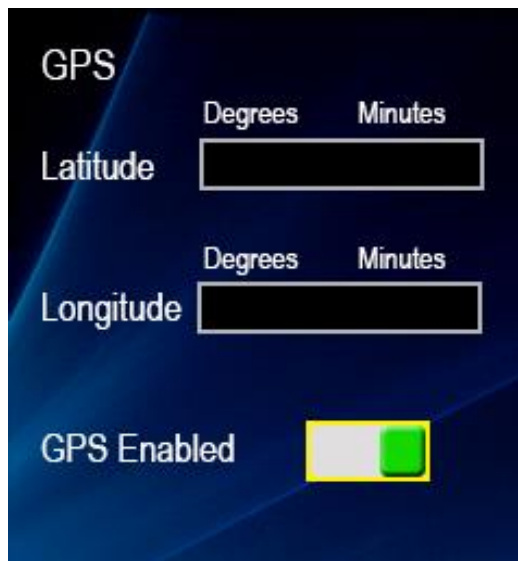 GPS
Degrees Minutes
Latitude
Degrees Minutes
Longitude
GPS Enabled